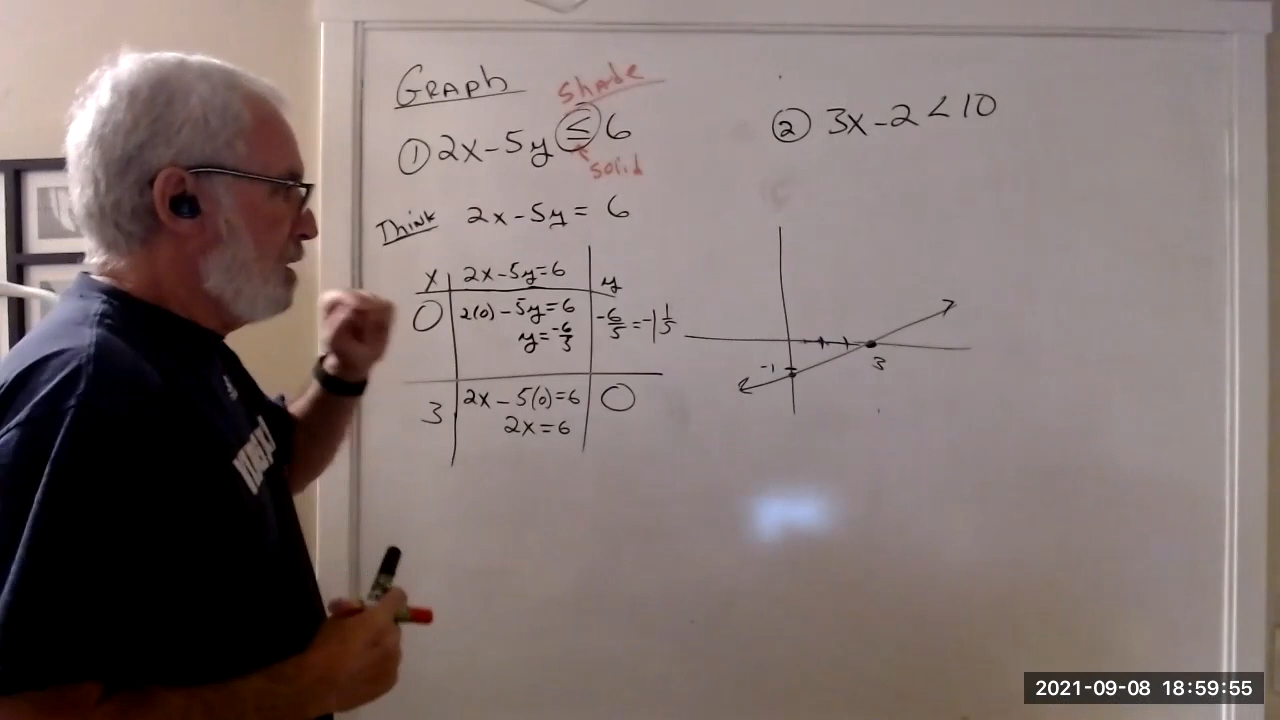 GRAPH
shade
① 2x-5y ≤ 6
solid
Think 2x-5y = 6
x | 2x-5y=6 | y
0 | 2(0) - 5y = 6 | -6/5 = -1 1/5
y = -6/5
3 | 2x - 5(0) = 6 | 0
2x = 6
② 3x-2 < 10
-1
3
2021-09-08 18:59:55